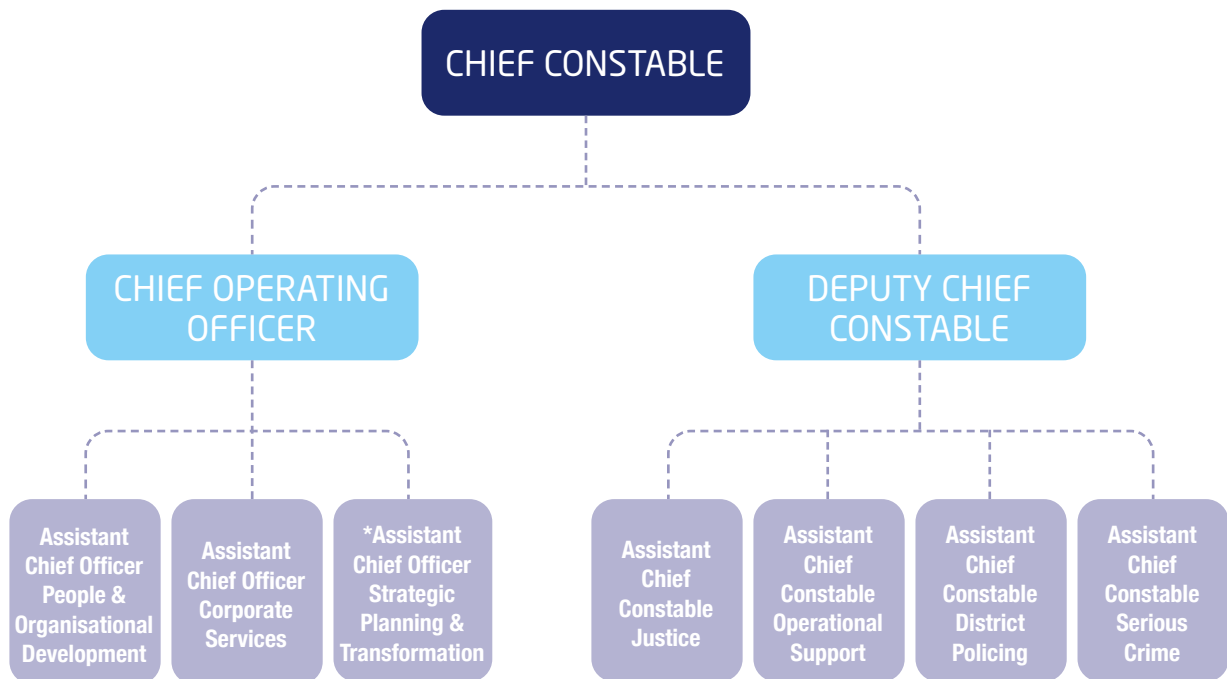 CHIEF CONSTABLE
CHIEF OPERATING
OFFICER
DEPUTY CHIEF
CONSTABLE
Assistant
Chief Officer
People &
Organisational
Development
Assistant
Chief Officer
Corporate
Services
*Assistant
Chief Officer
Strategic
Planning &
Transformation
Assistant
Chief
Constable
Justice
Assistant
Chief
Constable
Operational
Support
Assistant
Chief
Constable
District
Policing
Assistant
Chief
Constable
Serious
Crime